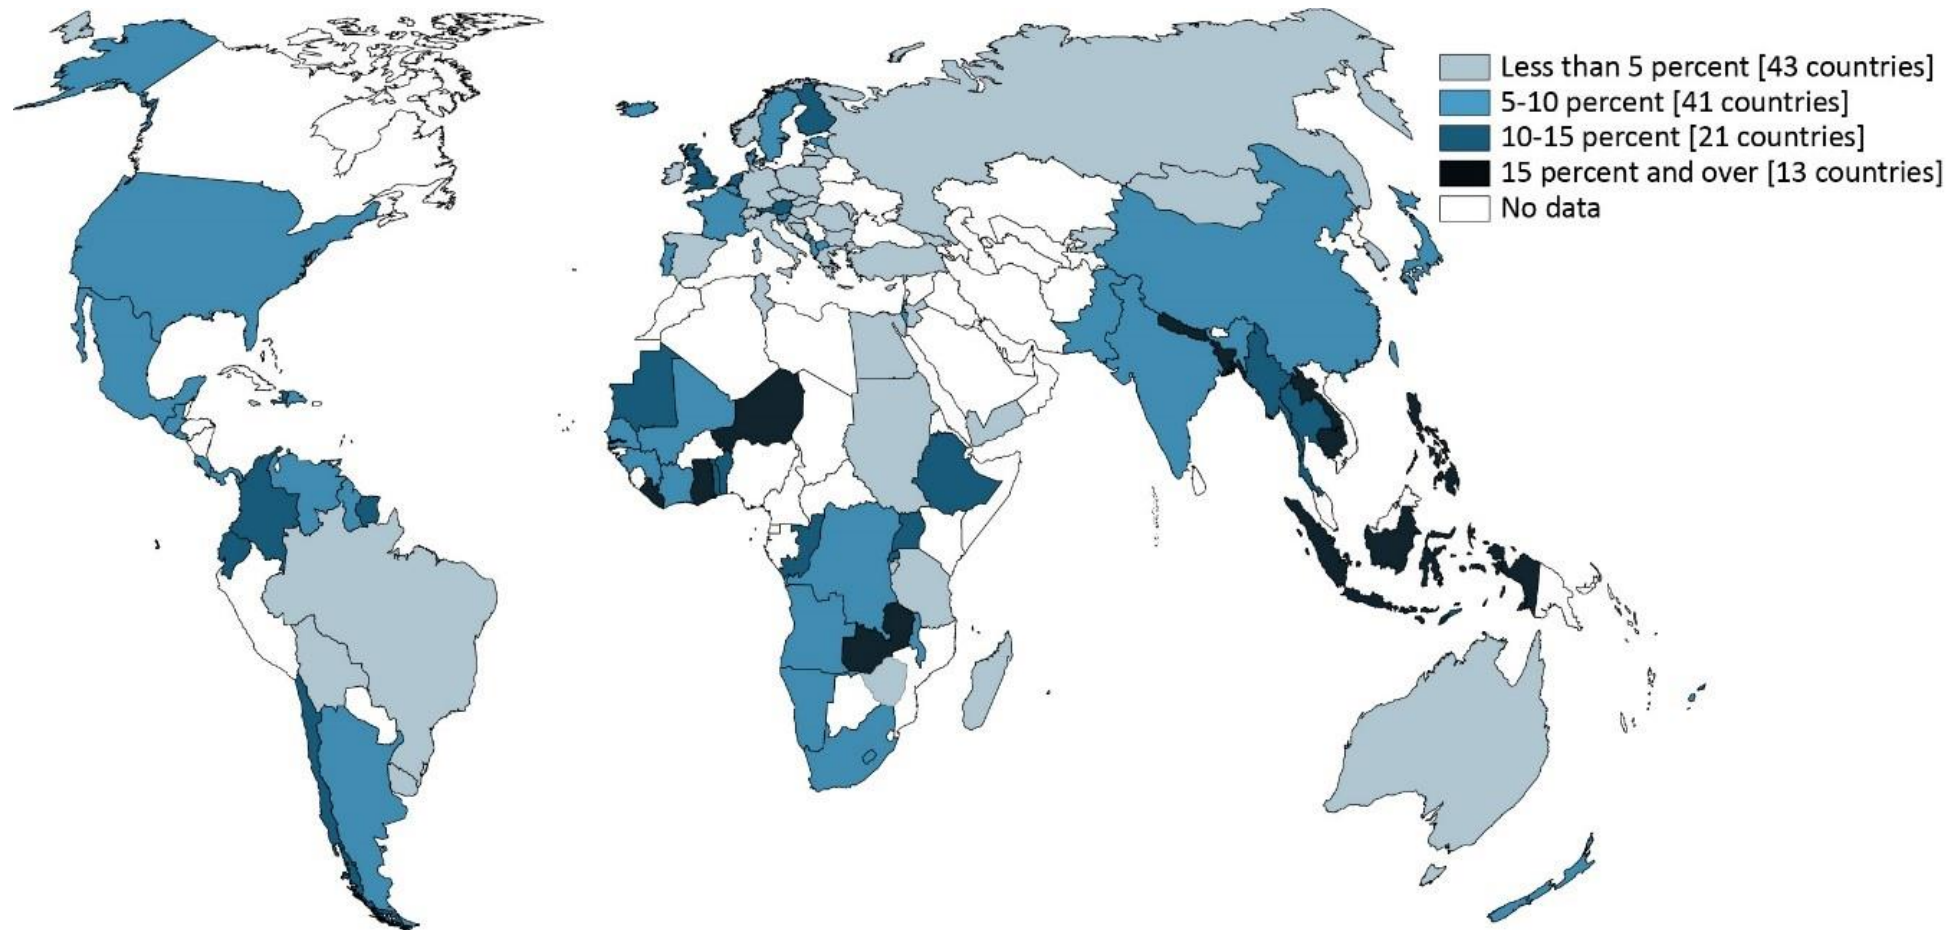 Less than 5 percent [43 countries]
5-10 percent [41 countries]
10-15 percent [21 countries]
15 percent and over [13 countries]
No data